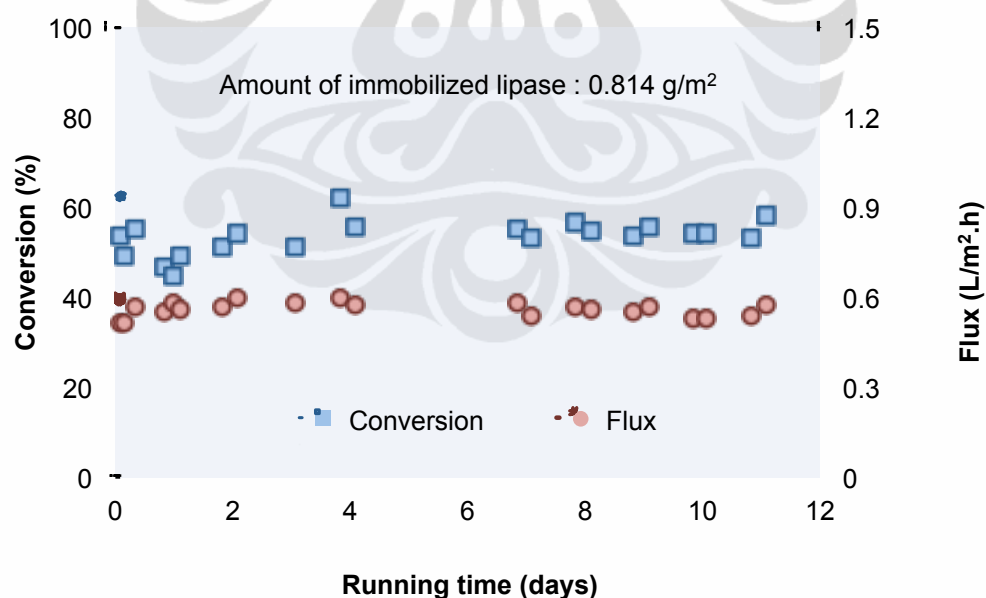 100
1.5
Amount of immobilized lipase : 0.814 g/m²
80
1.2
Conversion (%)
60
0.9
Flux (L/m².h)
40
0.6
20
0.3
Conversion
Flux
0
0
0 2 4 6 8 10 12
Running time (days)